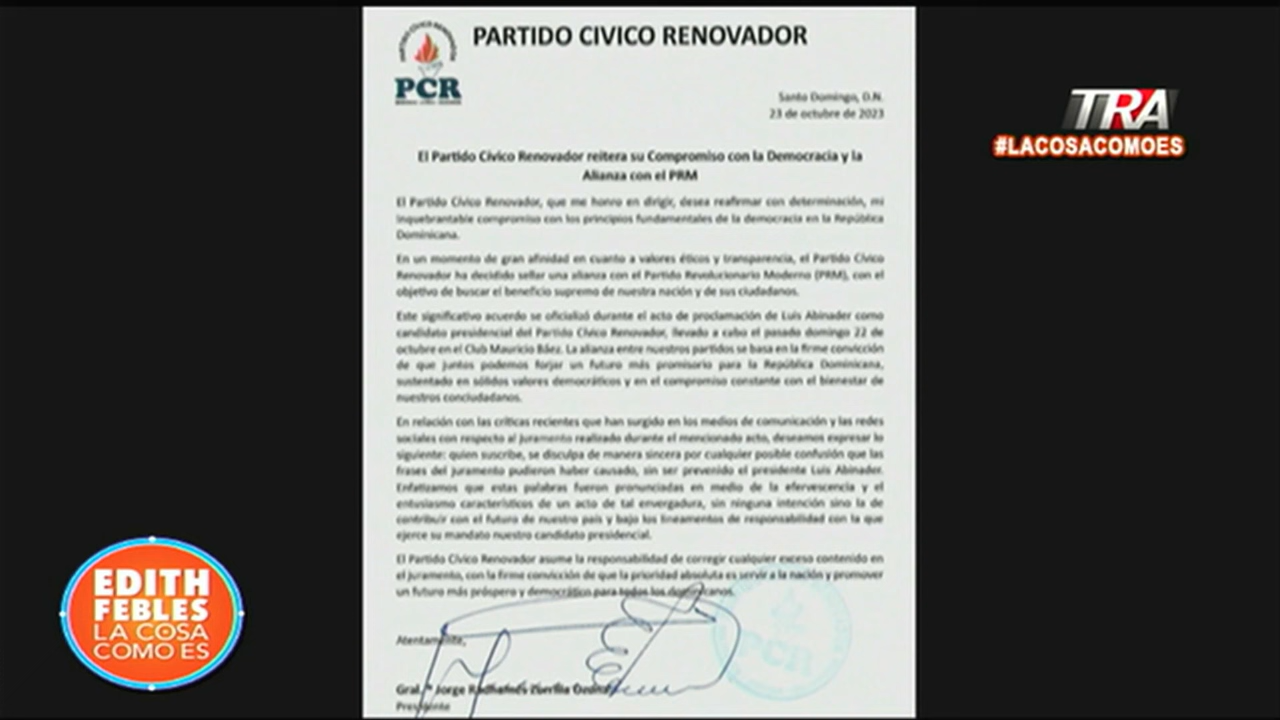 PARTIDO CÍVICO RENOVADOR
PCR
PARTIDO CIVICO RENOVADOR
Santo Domingo, D.N.
23 de octubre de 2023
El Partido Cívico Renovador reitera su Compromiso con la Democracia y la
Alianza con el PRM
El Partido Cívico Renovador, que me honro en dirigir, desea reafirmar con determinación, mi
inquebrantable compromiso con los principios fundamentales de la democracia en la República
Dominicana.
En un momento de gran afinidad en cuanto a valores éticos y transparencia, el Partido Cívico
Renovador ha decidido sellar una alianza con el Partido Revolucionario Moderno (PRM), con el
objetivo de buscar el beneficio supremo de nuestra nación y de sus ciudadanos.
Este significativo acuerdo se oficializó durante el acto de proclamación de Luis Abinader como
candidato presidencial del Partido Cívico Renovador, llevado a cabo el pasado domingo 22 de
octubre en el Club Mauricio Báez. La alianza entre nuestros partidos se basa en la firme convicción
de que juntos podemos forjar un futuro más promisorio para la República Dominicana,
sustentado en sólidos valores democráticos y en el compromiso constante con el bienestar de
nuestros conciudadanos.
En relación con las críticas recientes que han surgido en los medios de comunicación y las redes
sociales con respecto al juramento realizado durante el mencionado acto, deseamos expresar lo
siguiente: quien suscribe, se disculpa de manera sincera por cualquier posible confusión que las
frases del juramento pudieron haber causado, sin ser prevenido el presidente Luis Abinader.
Enfatizamos que estas palabras fueron pronunciadas en medio de la efervescencia y el
entusiasmo característicos de un acto de tal envergadura, sin ninguna intención sino la de
contribuir con el futuro de nuestro país y bajo los lineamentos de responsabilidad con la que
ejerce su mandato nuestro candidato presidencial.
El Partido Cívico Renovador asume la responsabilidad de corregir cualquier exceso contenido en
el juramento, con la firme convicción de que la prioridad absoluta es servir a la nación y promover
un futuro más próspero y democrático para todos los dominicanos.
Atentamente,
PCR
Gral. ® Jorge Radhamés Zorrilla Ozuna
Presidente
TRA
#LACOSACOMOES
EDITH
FEBLES
LA COSA
COMO ES